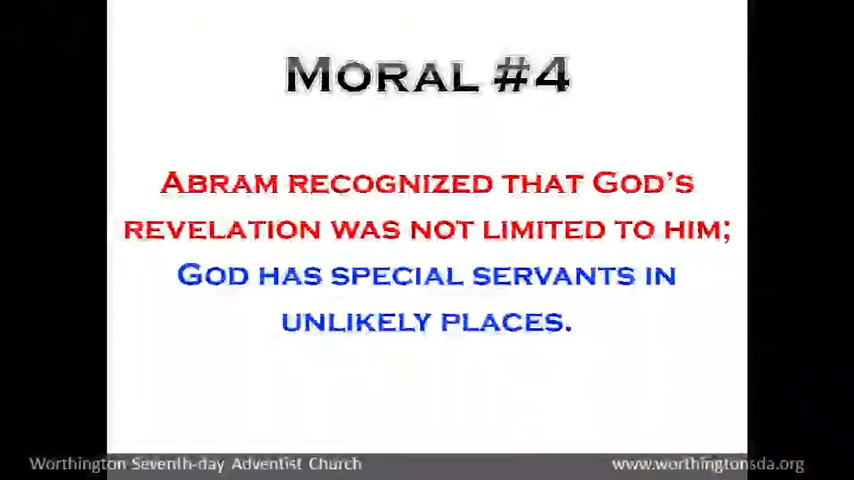 MORAL #4
ABRAM RECOGNIZED THAT GOD'S
REVELATION WAS NOT LIMITED TO HIM;
GOD HAS SPECIAL SERVANTS IN
UNLIKELY PLACES.
Worthington Seventh-day Adventist Church
www.worthingtonsda.org